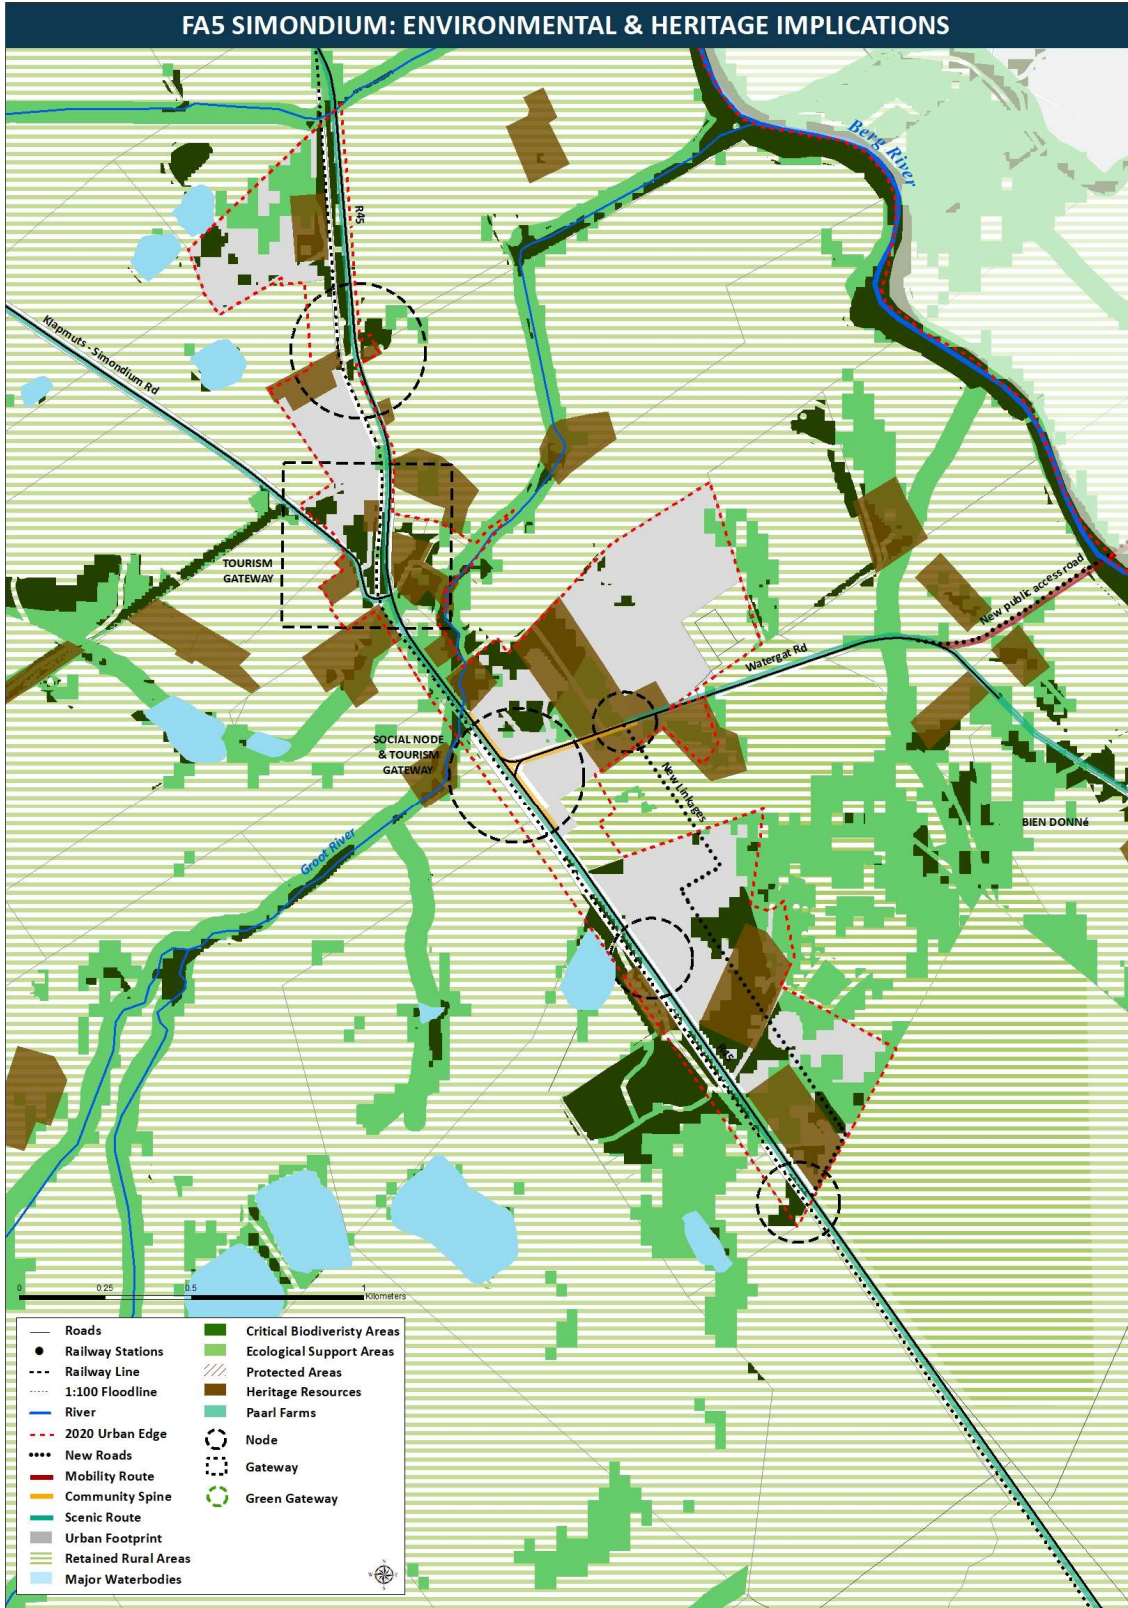 FA5 SIMONDIUM: ENVIRONMENTAL & HERITAGE IMPLICATIONS
Berg River
R45
Klapmuts - Simondium Rd
TOURISM
GATEWAY
New public access road
Watergat Rd
SOCIAL NODE
& TOURISM
GATEWAY
New Linkages
BIEN DONNé
Groot River
R45
0 0.25 0.5 1
Kilometers
Roads
Railway Stations
Railway Line
1:100 Floodline
River
2020 Urban Edge
New Roads
Mobility Route
Community Spine
Scenic Route
Urban Footprint
Retained Rural Areas
Major Waterbodies
Critical Biodiveristy Areas
Ecological Support Areas
Protected Areas
Heritage Resources
Paarl Farms
Node
Gateway
Green Gateway